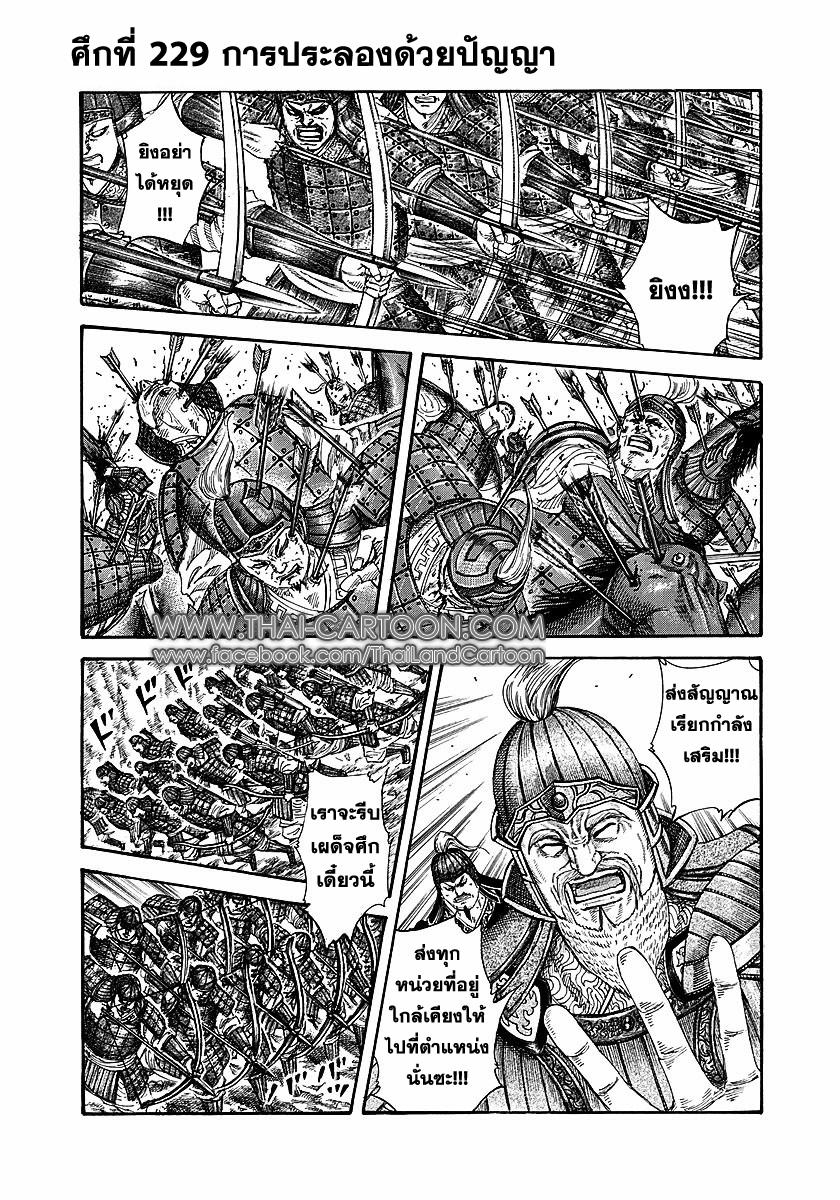 ศึกที่ 229 การประลองด้วยปัญญา
ยิงอย่า
ได้หยุด
!!!
ยิงง!!!
WWW.THAI-CARTOON.COM
www.facebook.com/ThaiLandCartoon
ส่งสัญญาณ
เรียกกำลัง
เสริม!!!
เราจะรีบ
เผด็จศึก
เดี๋ยวนี้
ส่งทุก
หน่วยที่อยู่
ใกล้เคียงให้
ไปที่ตำแหน่ง
นั่นซะ!!!